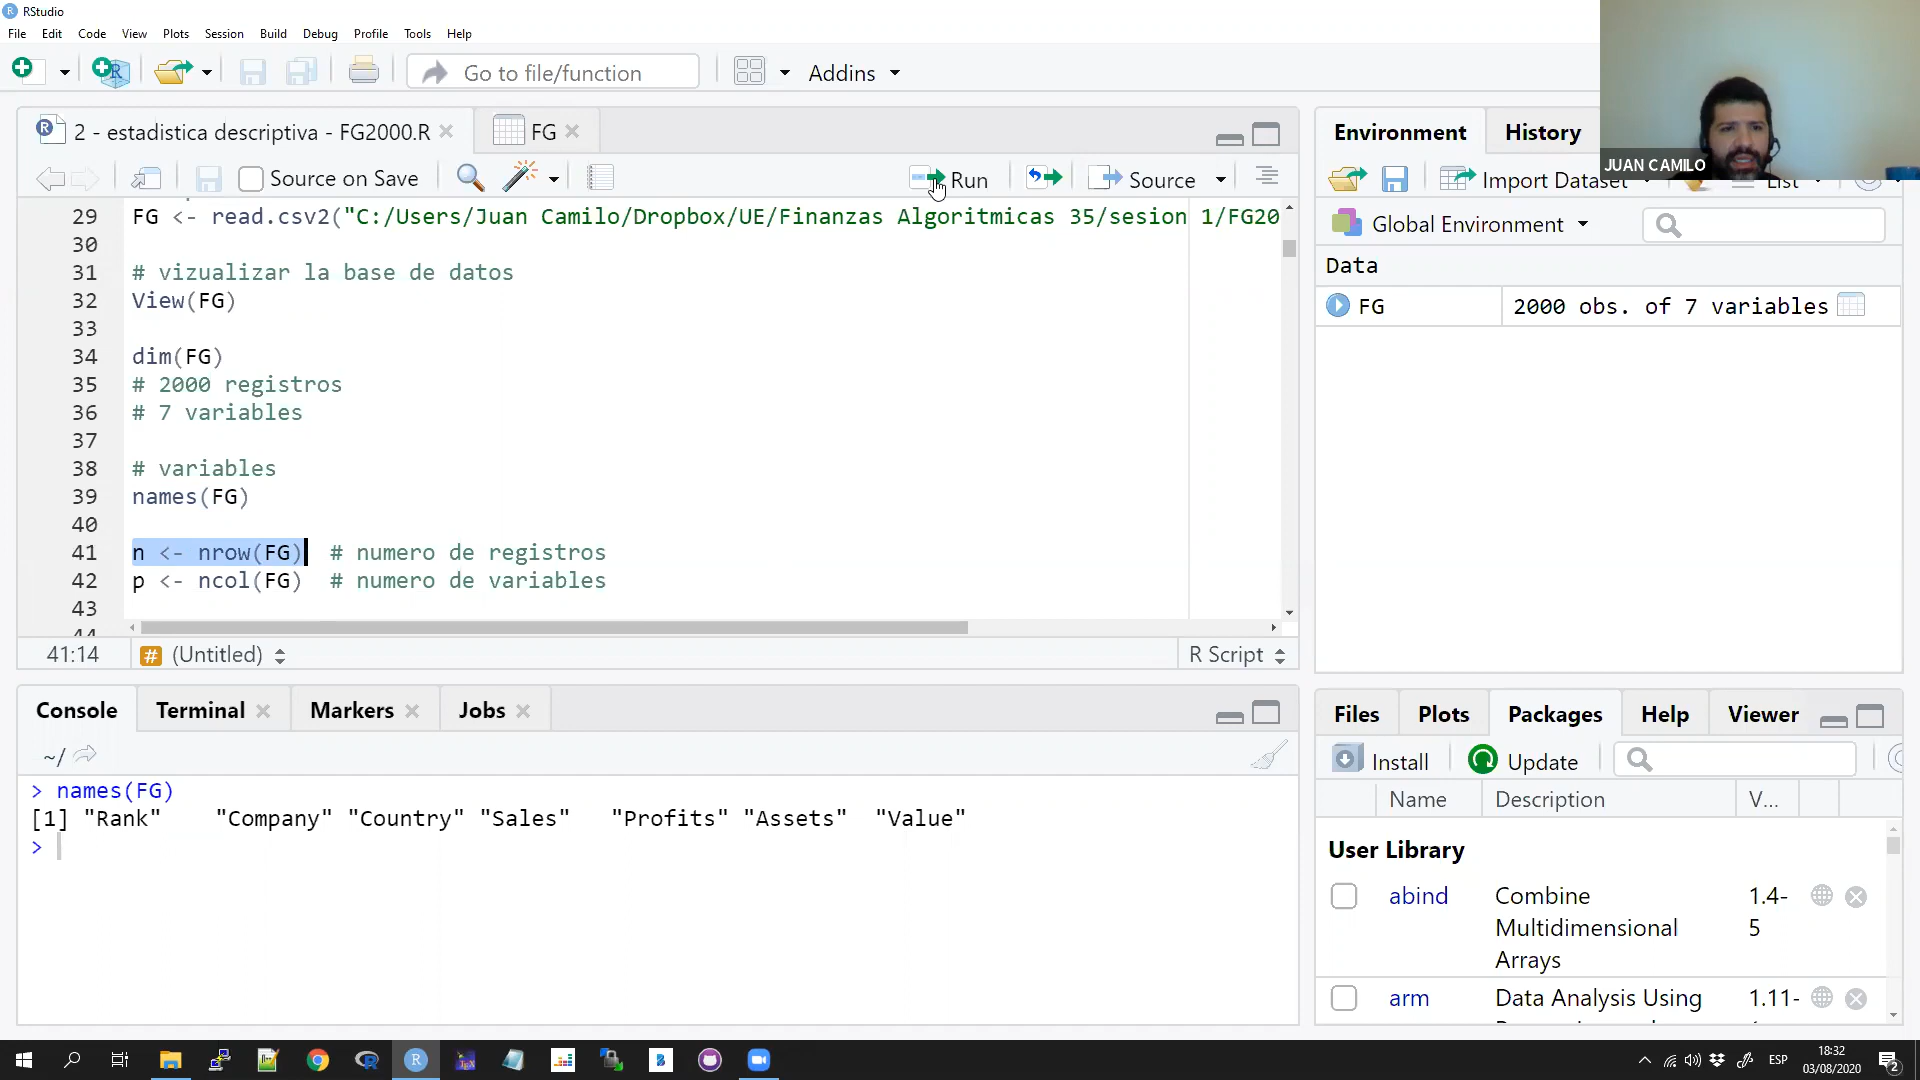 RStudio
File Edit Code View Plots Session Build Debug Profile Tools Help
Go to file/function
Addins
2 - estadistica descriptiva - FG2000.R
FG
Source on Save
Run
Source
29 FG <- read.csv2("C:/Users/Juan Camilo/Dropbox/UE/Finanzas Algoritmicas 35/sesion 1/FG20
30
31 # vizualizar la base de datos
32 View(FG)
33
34 dim(FG)
35 # 2000 registros
36 # 7 variables
37
38 # variables
39 names(FG)
40
41 n <- nrow(FG) # numero de registros
42 p <- ncol(FG) # numero de variables
43
44
41:14
# (Untitled)
R Script
Console Terminal Markers Jobs
~/
> names(FG)
[1] "Rank" "Company" "Country" "Sales" "Profits" "Assets" "Value"
>
JUAN CAMILO
Environment History
Import Dataset
List
Global Environment
Data
FG 2000 obs. of 7 variables
Files Plots Packages Help Viewer
Install Update
Name Description V...
User Library
abind Combine Multidimensional Arrays 1.4-5
arm Data Analysis Using 1.11-
ESP
18:32
03/08/2020
2